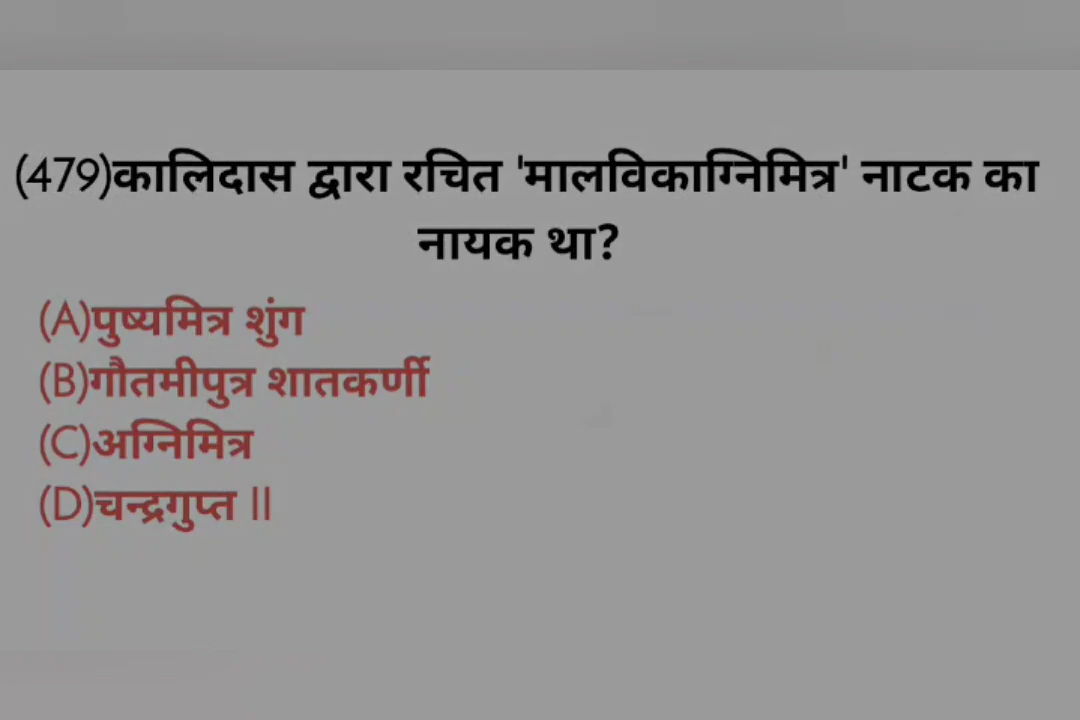 (479)कालिदास द्वारा रचित 'मालविकाग्निमित्र' नाटक का
नायक था?
(A)पुष्यमित्र शुंग
(B)गौतमीपुत्र शातकर्णी
(C)अग्निमित्र
(D)चन्द्रगुप्त II